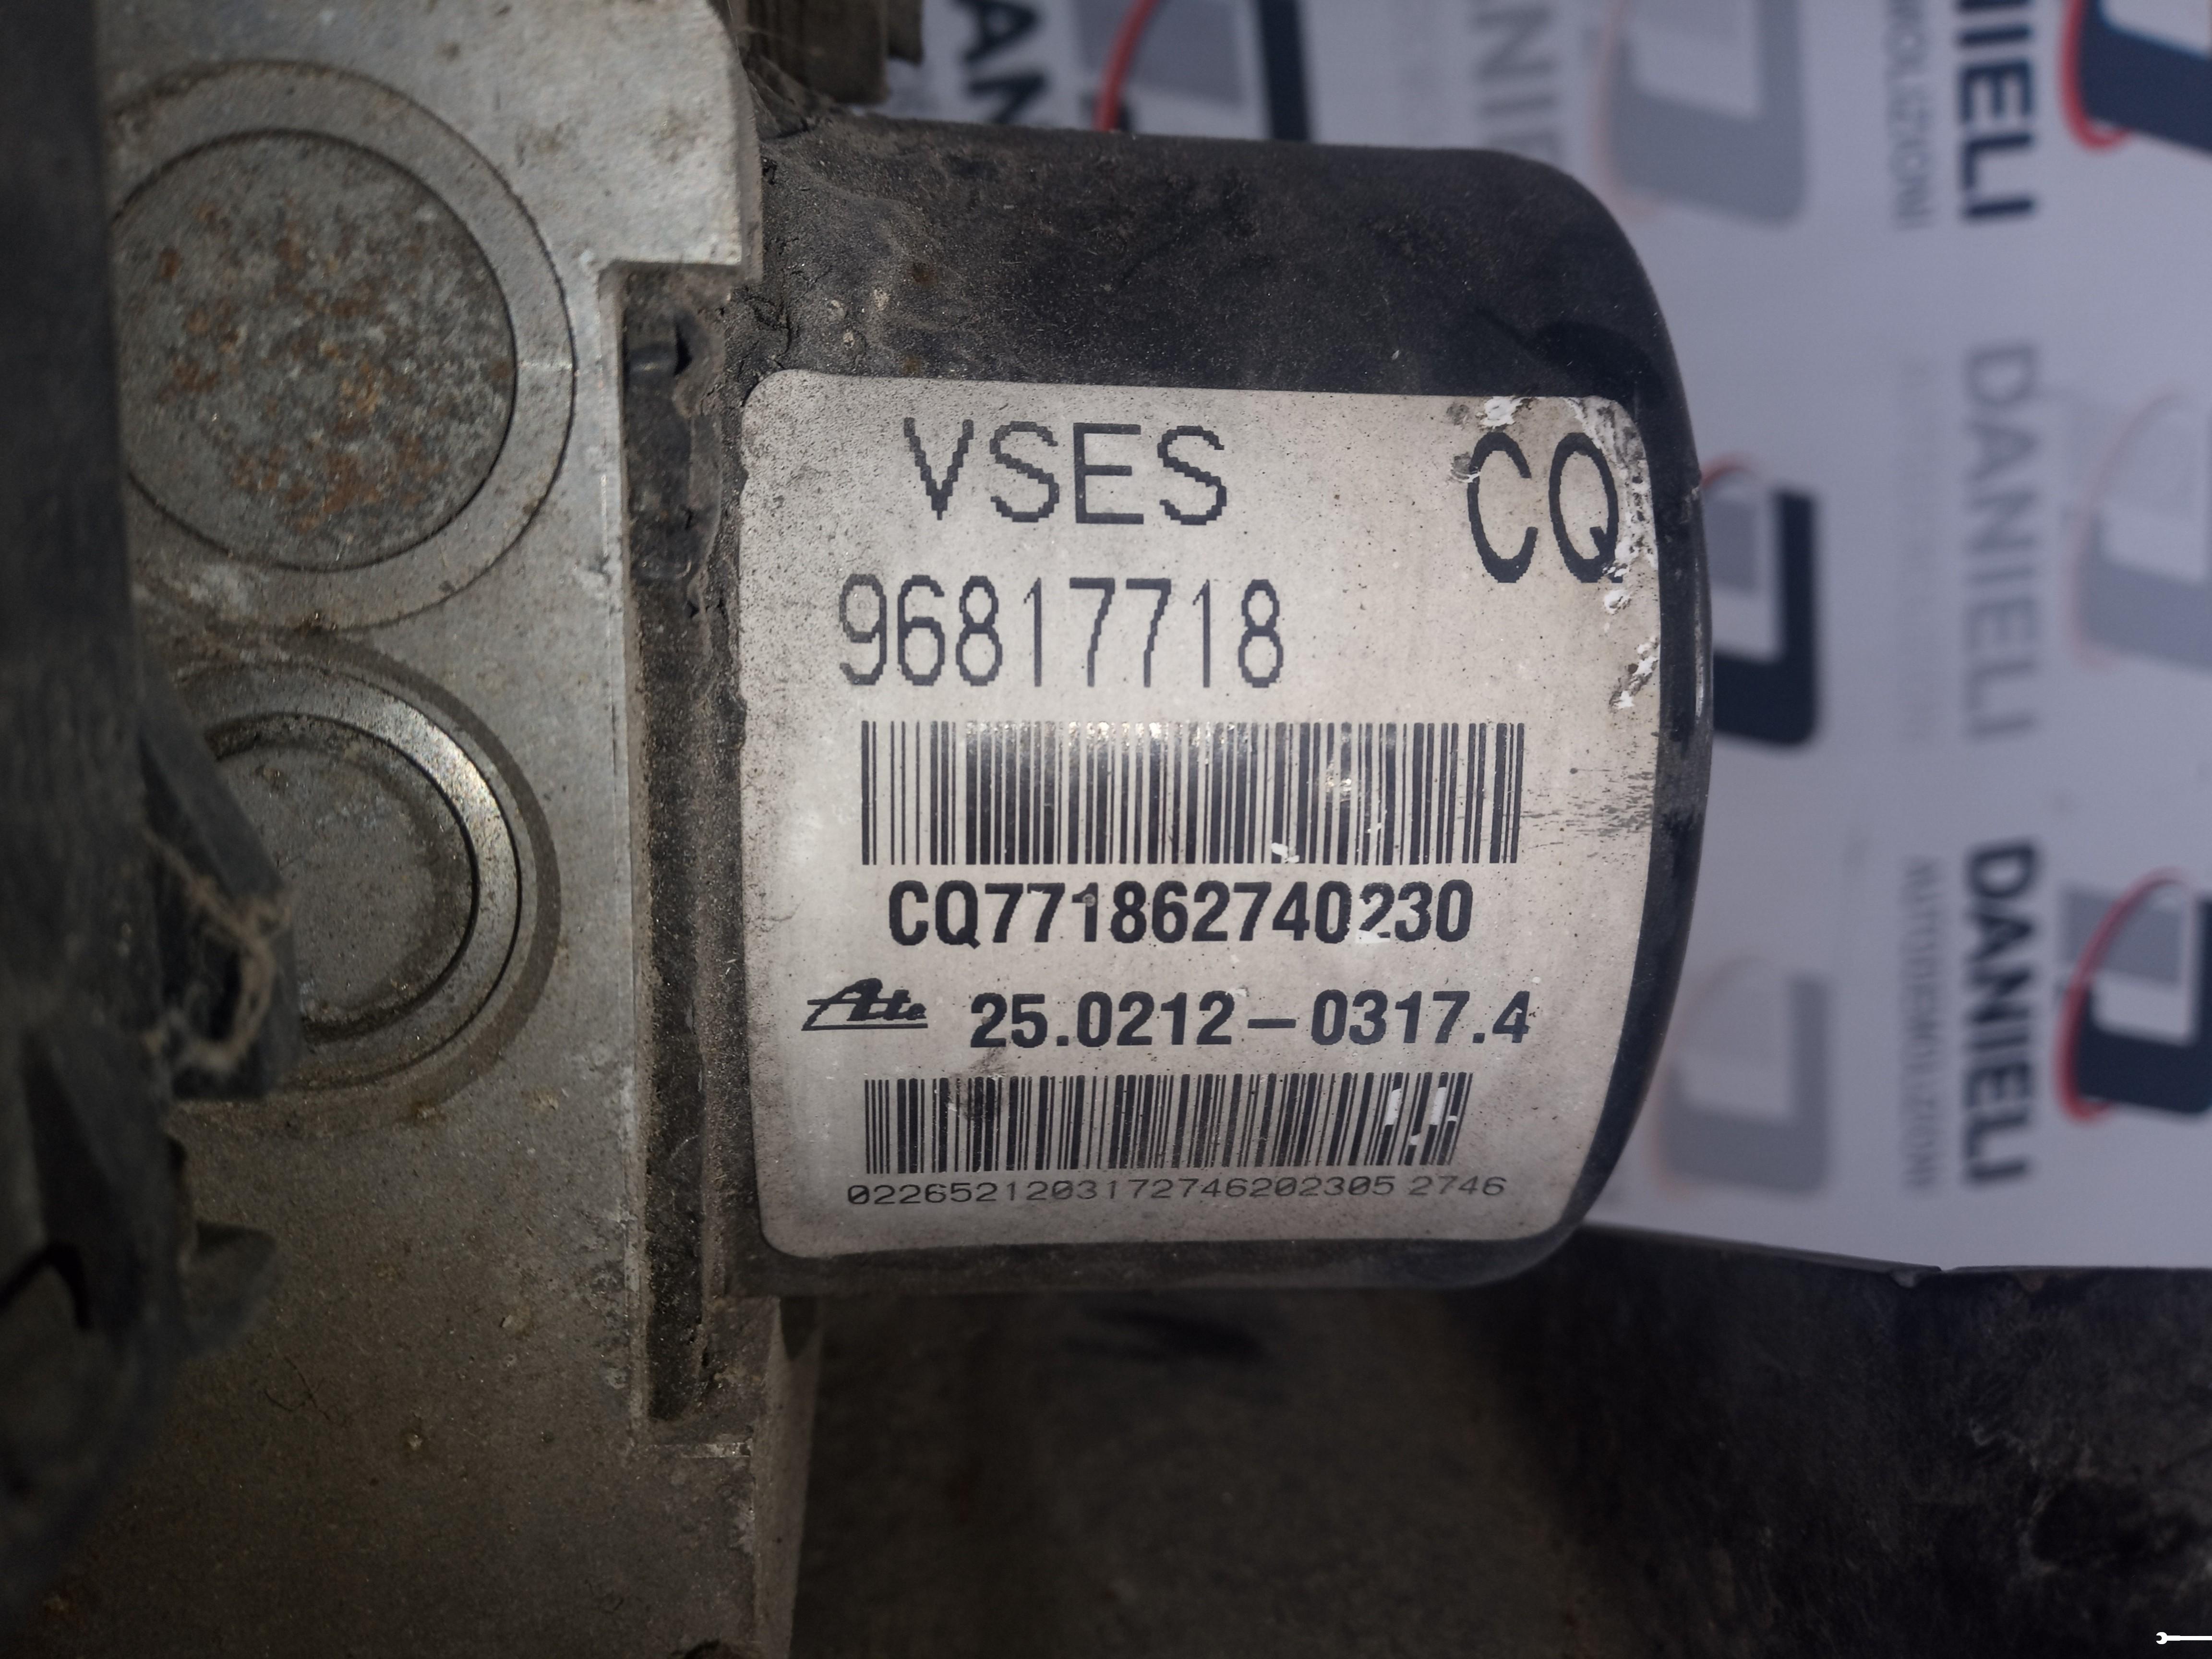 VSES CQ
96817718
CQ771862740230
Ate 25.0212-0317.4
0226521203172746202305 2746
DANIELI
DANIELI
DANIELI